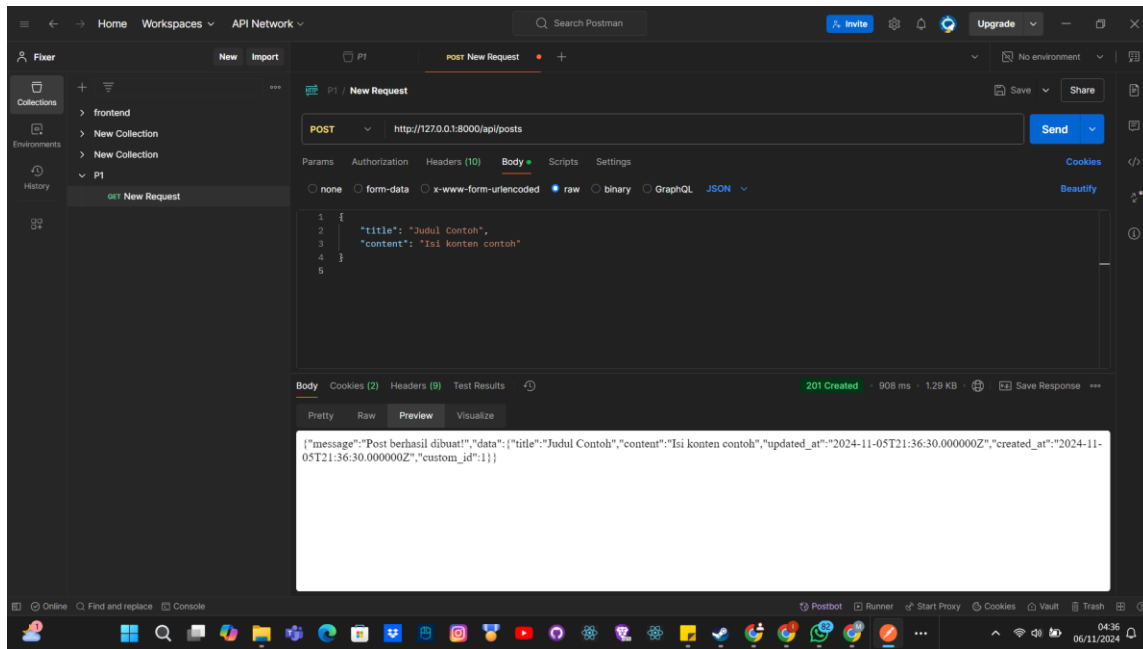 Home Workspaces API Network Search Postman Invite Upgrade
Fixer New Import P1 POST New Request No environment
Collections
Environments
History
frontend
New Collection
New Collection
P1
GET New Request
P1 / New Request Save Share
POST http://127.0.0.1:8000/api/posts Send
Params Authorization Headers (10) Body Scripts Settings Cookies
none form-data x-www-form-urlencoded raw binary GraphQL JSON Beautify
1 {
2 "title": "Judul Contoh",
3 "content": "Isi konten contoh"
4 }
5
Body Cookies (2) Headers (9) Test Results 201 Created 908 ms 1.29 KB Save Response
Pretty Raw Preview Visualize
{"message":"Post berhasil dibuat!","data":{"title":"Judul Contoh","content":"Isi konten contoh","updated_at":"2024-11-05T21:36:30.000000Z","created_at":"2024-11-
05T21:36:30.000000Z","custom_id":1}}
Online Find and replace Console Postbot Runner Start Proxy Cookies Vault Trash
04:36
06/11/2024